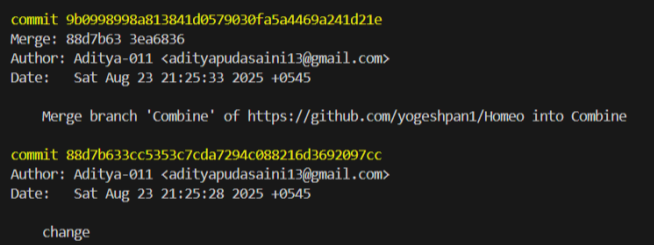 commit 9b0998998a813841d0579030fa5a4469a241d21e
Merge: 88d7b63 3ea6836
Author: Aditya-011 <adityapudasaini13@gmail.com>
Date:   Sat Aug 23 21:25:33 2025 +0545
Merge branch 'Combine' of https://github.com/yogeshpan1/Homeo into Combine
commit 88d7b633cc5353c7cda7294c088216d3692097cc
Author: Aditya-011 <adityapudasaini13@gmail.com>
Date:   Sat Aug 23 21:25:28 2025 +0545
change